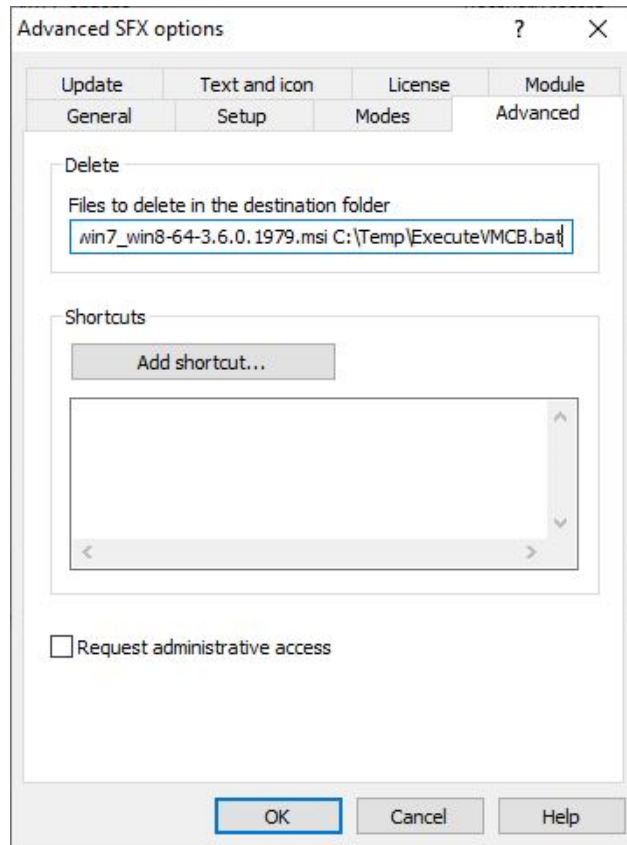 Advanced SFX options ? X
Update Text and icon License Module
General Setup Modes Advanced
Delete
Files to delete in the destination folder
win7_win8-64-3.6.0.1979.msi C:\Temp\ExecuteVMCB.bat
Shortcuts
Add shortcut...
Request administrative access
OK Cancel Help